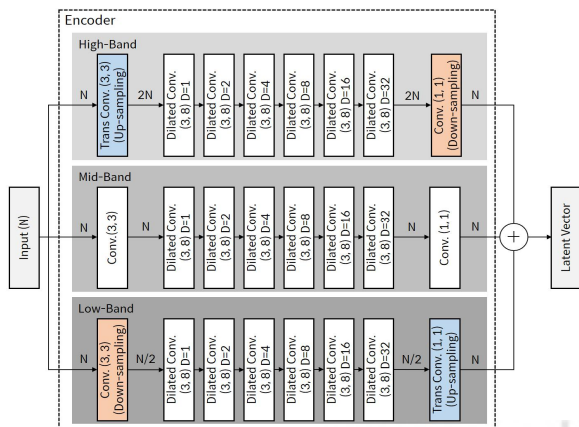 Encoder
High-Band
N
Trans Conv. (3, 3)
(Up-sampling)
2N
Dilated Conv.
(3, 8) D=1
Dilated Conv.
(3, 8) D=2
Dilated Conv.
(3, 8) D=4
Dilated Conv.
(3, 8) D=8
Dilated Conv.
(3, 8) D=16
Dilated Conv.
(3, 8) D=32
2N
Conv. (1, 1)
(Down-sampling)
N
Input (N)
Mid-Band
N
Conv. (3, 3)
N
Dilated Conv.
(3, 8) D=1
Dilated Conv.
(3, 8) D=2
Dilated Conv.
(3, 8) D=4
Dilated Conv.
(3, 8) D=8
Dilated Conv.
(3, 8) D=16
Dilated Conv.
(3, 8) D=32
N
Conv. (1, 1)
N
+
Latent Vector
Low-Band
N
Conv. (3, 3)
(Down-sampling)
N/2
Dilated Conv.
(3, 8) D=1
Dilated Conv.
(3, 8) D=2
Dilated Conv.
(3, 8) D=4
Dilated Conv.
(3, 8) D=8
Dilated Conv.
(3, 8) D=16
Dilated Conv.
(3, 8) D=32
N/2
Trans Conv. (1, 1)
(Up-sampling)
N